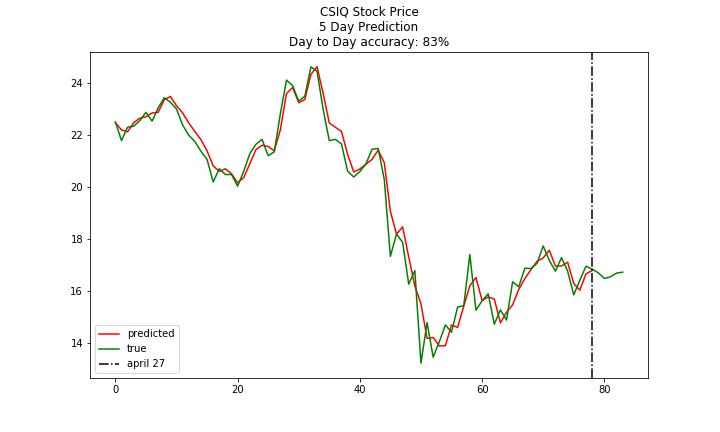 CSIQ Stock Price
5 Day Prediction
Day to Day accuracy: 83%
24
22
20
18
16
14
predicted
true
april 27
0
20
40
60
80